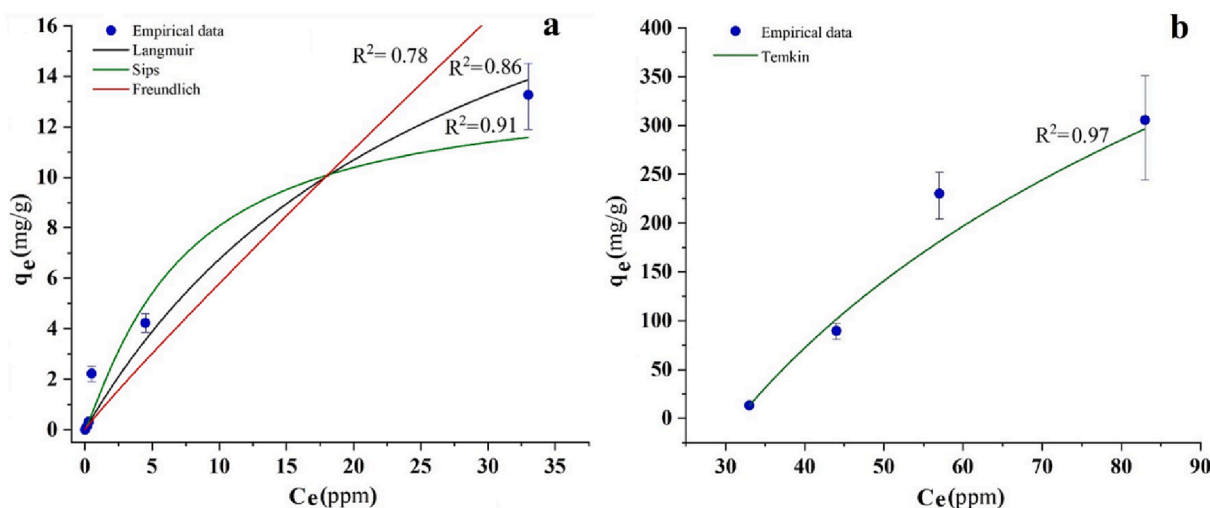 a
Empirical data
Langmuir
Sips
Freundlich
R²= 0.78
R²=0.86
R²=0.91
16
14
12
10
8
6
4
2
0
qe(mg/g)
0 5 10 15 20 25 30 35
Ce(ppm)
b
Empirical data
Temkin
R²=0.97
400
350
300
250
200
150
100
50
0
qe(mg/g)
30 40 50 60 70 80 90
Ce(ppm)